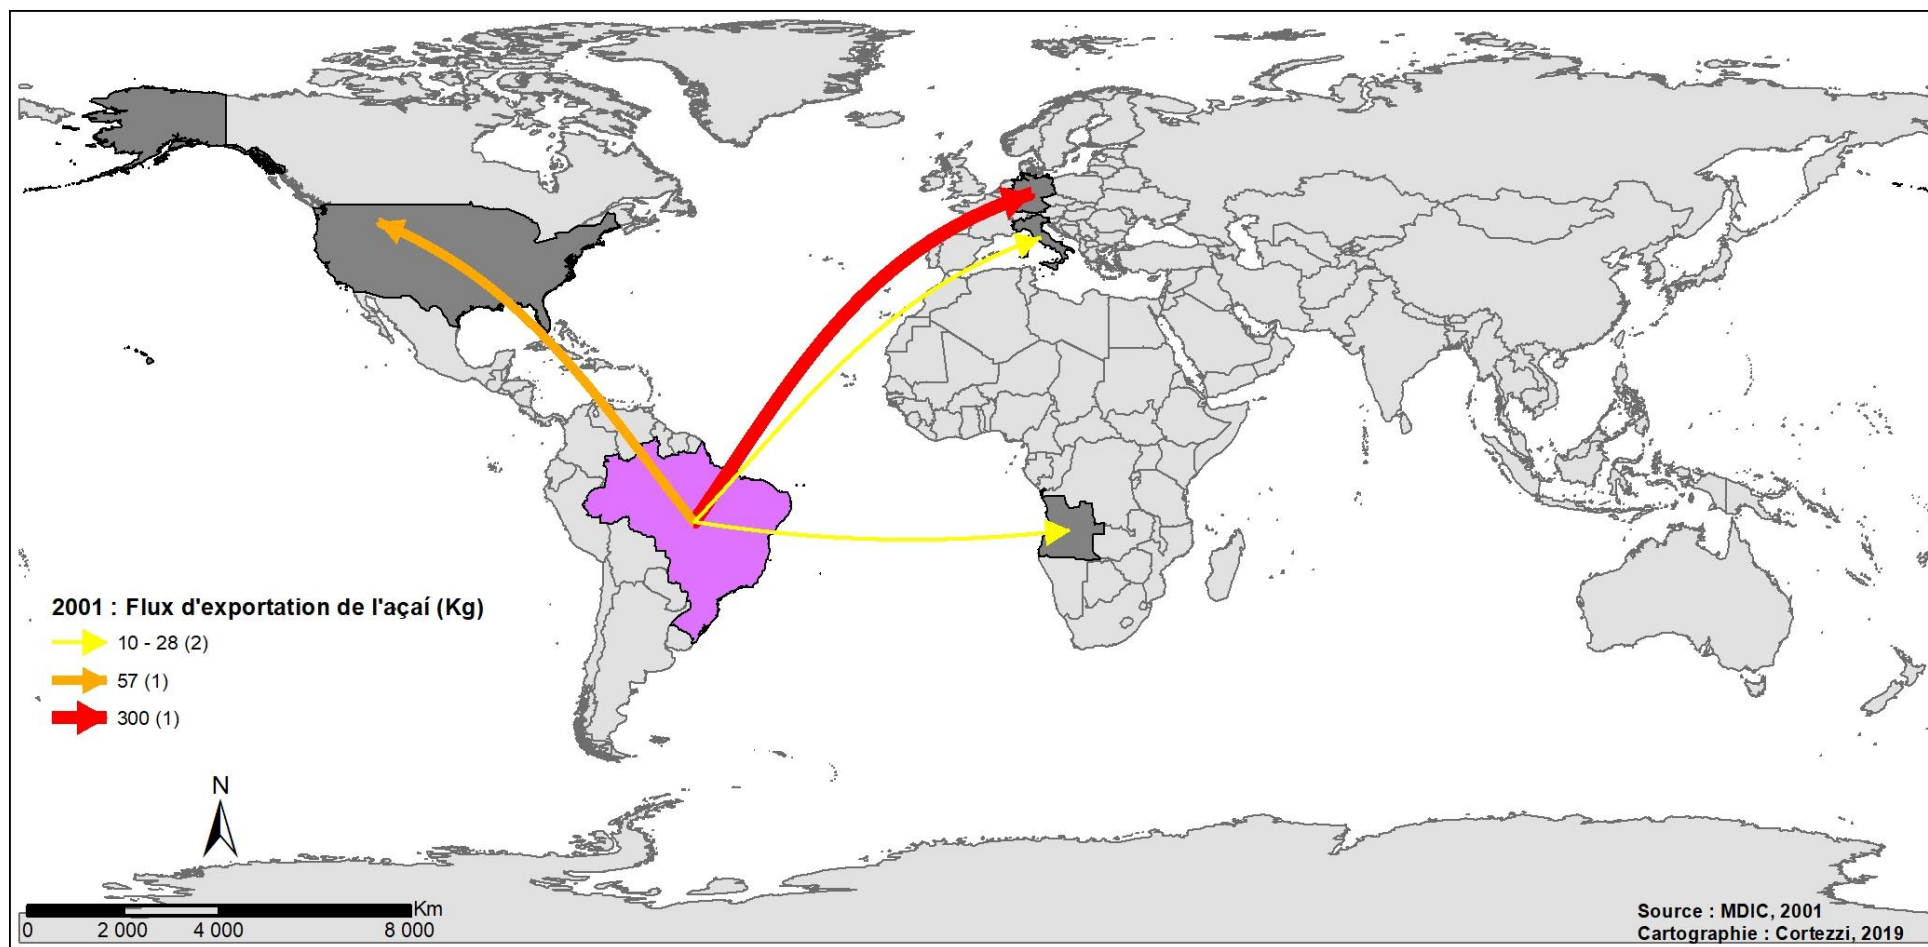 2001 : Flux d'exportation de l'açaí (Kg)
10 - 28 (2)
57 (1)
300 (1)
N
Km
0 2 000 4 000 8 000
Source : MDIC, 2001
Cartographie : Cortezzi, 2019